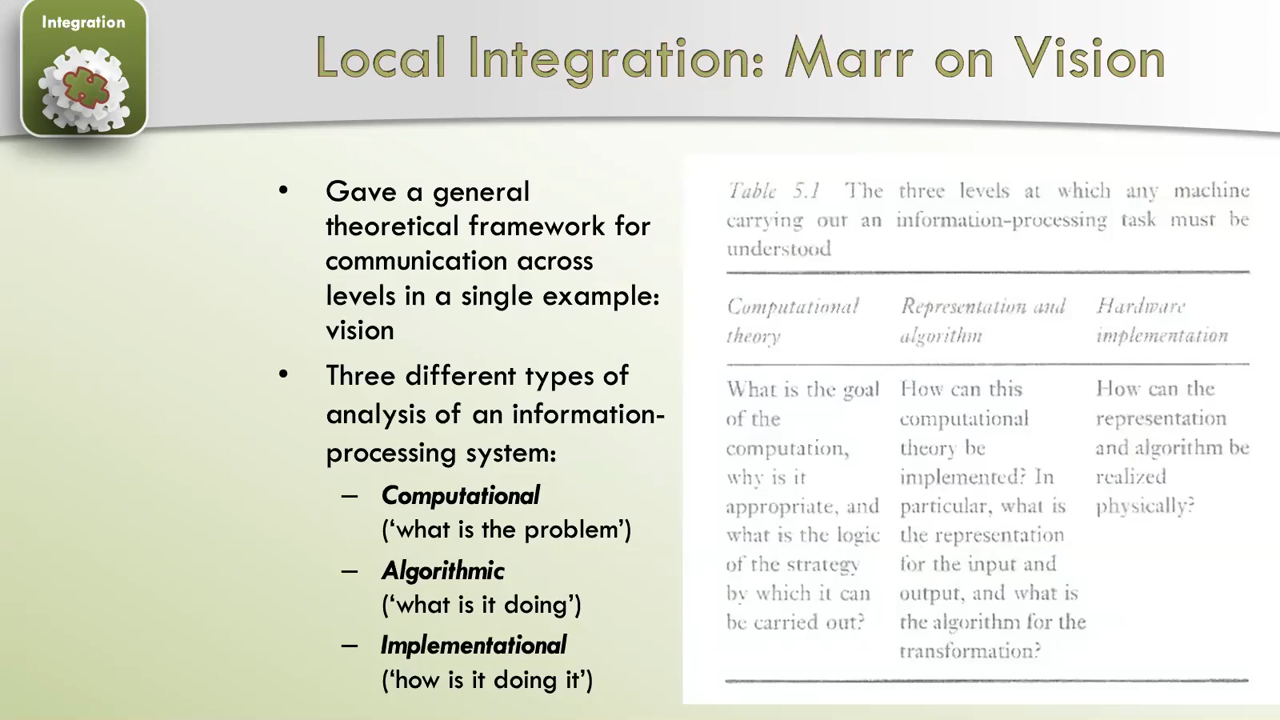 Integration
Local Integration: Marr on Vision
• Gave a general
theoretical framework for
communication across
levels in a single example:
vision
• Three different types of
analysis of an information-
processing system:
– Computational
(‘what is the problem’)
– Algorithmic
(‘what is it doing’)
– Implementational
(‘how is it doing it’)
Table 5.1 The three levels at which any machine
carrying out an information-processing task must be
understood
Computational
theory
What is the goal
of the
computation,
why is it
appropriate, and
what is the logic
of the strategy
by which it can
be carried out?
Representation and
algorithm
How can this
computational
theory be
implemented? In
particular, what is
the representation
for the input and
output, and what is
the algorithm for the
transformation?
Hardware
implementation
How can the
representation
and algorithm be
realized
physically?